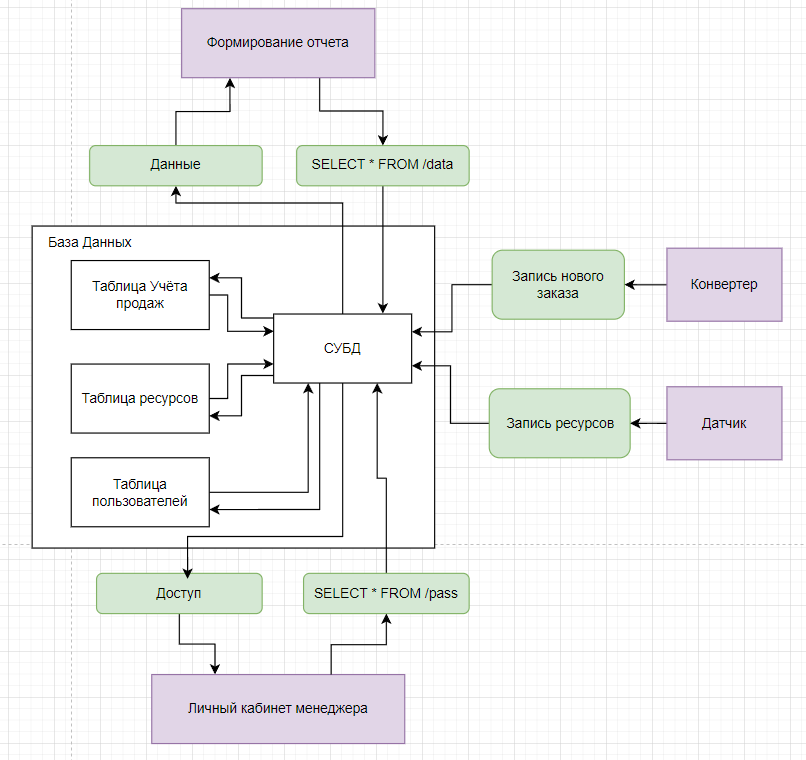 Формирование отчета
Данные
SELECT * FROM /data
База Данных
Таблица Учёта
продаж
СУБД
Запись нового
заказа
Конвертер
Таблица ресурсов
Запись ресурсов
Датчик
Таблица
пользователей
Доступ
SELECT * FROM /pass
Личный кабинет менеджера